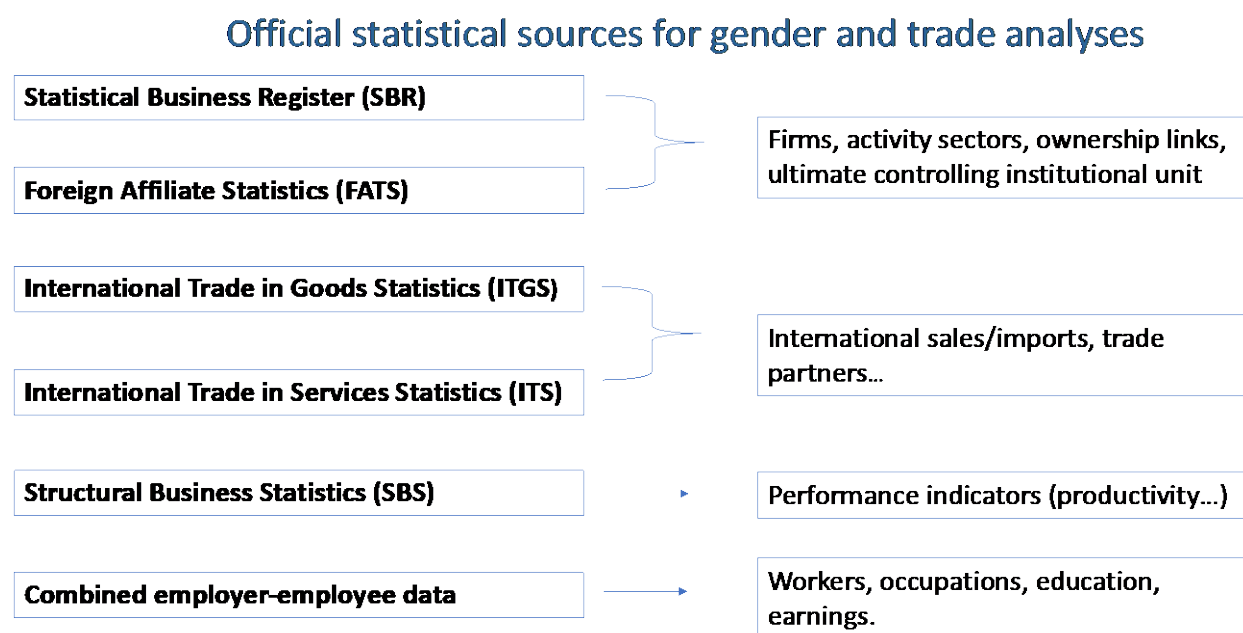 Official statistical sources for gender and trade analyses
Statistical Business Register (SBR)
Foreign Affiliate Statistics (FATS)
Firms, activity sectors, ownership links,
ultimate controlling institutional unit
International Trade in Goods Statistics (ITGS)
International Trade in Services Statistics (ITS)
International sales/imports, trade
partners…
Structural Business Statistics (SBS)
Performance indicators (productivity…)
Combined employer-employee data
Workers, occupations, education,
earnings.